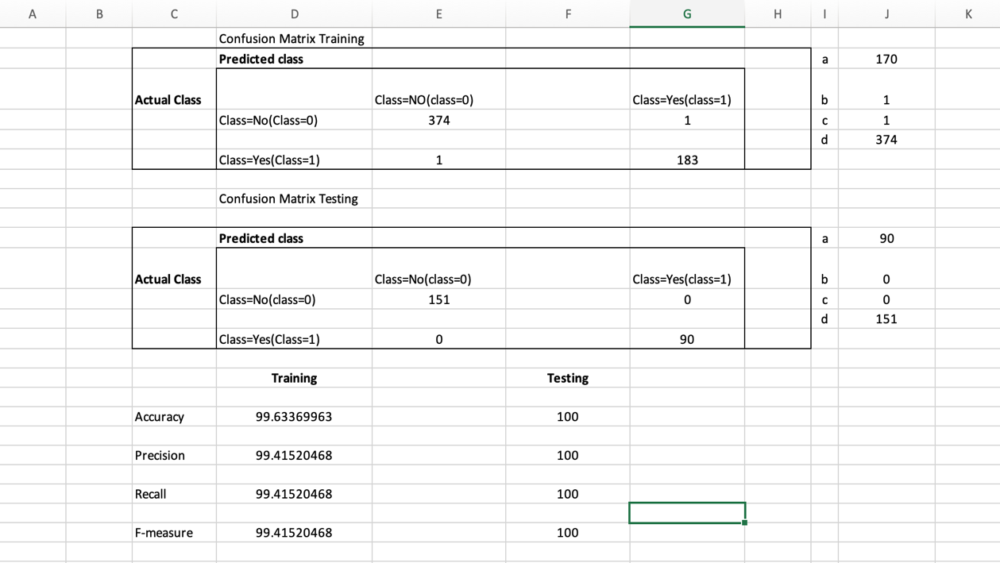 A B C D E F G H I J K
Confusion Matrix Training
Predicted class a 170
Actual Class Class=NO(class=0) Class=Yes(class=1) b 1
Class=No(Class=0) 374 1 c 1
d 374
Class=Yes(Class=1) 1 183
Confusion Matrix Testing
Predicted class a 90
Actual Class Class=No(class=0) Class=Yes(class=1) b 0
Class=No(class=0) 151 0 c 0
d 151
Class=Yes(Class=1) 0 90
Training Testing
Accuracy 99.63369963 100
Precision 99.41520468 100
Recall 99.41520468 100
F-measure 99.41520468 100